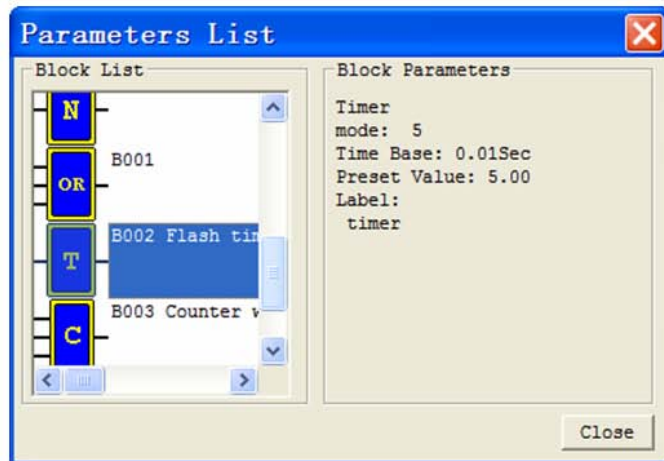 Parameters List
Block List
N
OR
B001
T
B002 Flash tim
C
B003 Counter w
Block Parameters
Timer
mode: 5
Time Base: 0.01Sec
Preset Value: 5.00
Label:
timer
Close